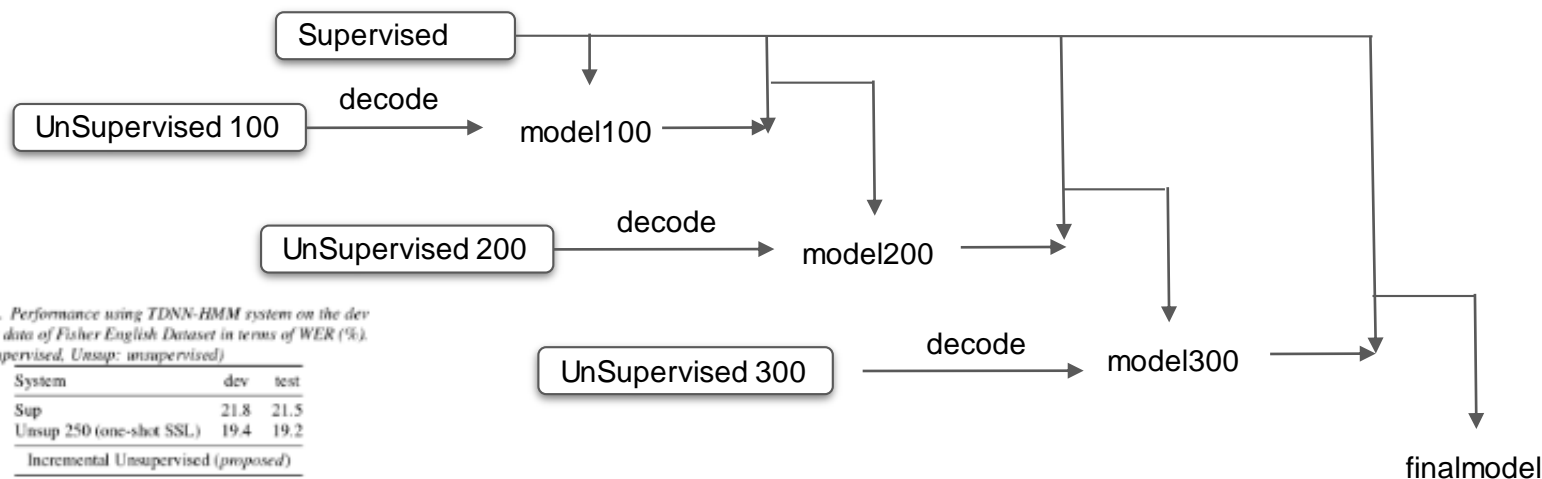 Supervised
decode
UnSupervised 100
model100
decode
UnSupervised 200
model200
. Performance using TDNN-HMM system on the dev
data of Fisher English Dataset in terms of WER (%).
pervised, Unsup: unsupervised)
System dev test
Sup 21.8 21.5
Unsup 250 (one-shot SSL) 19.4 19.2
Incremental Unsupervised (proposed)
decode
UnSupervised 300
model300
finalmodel